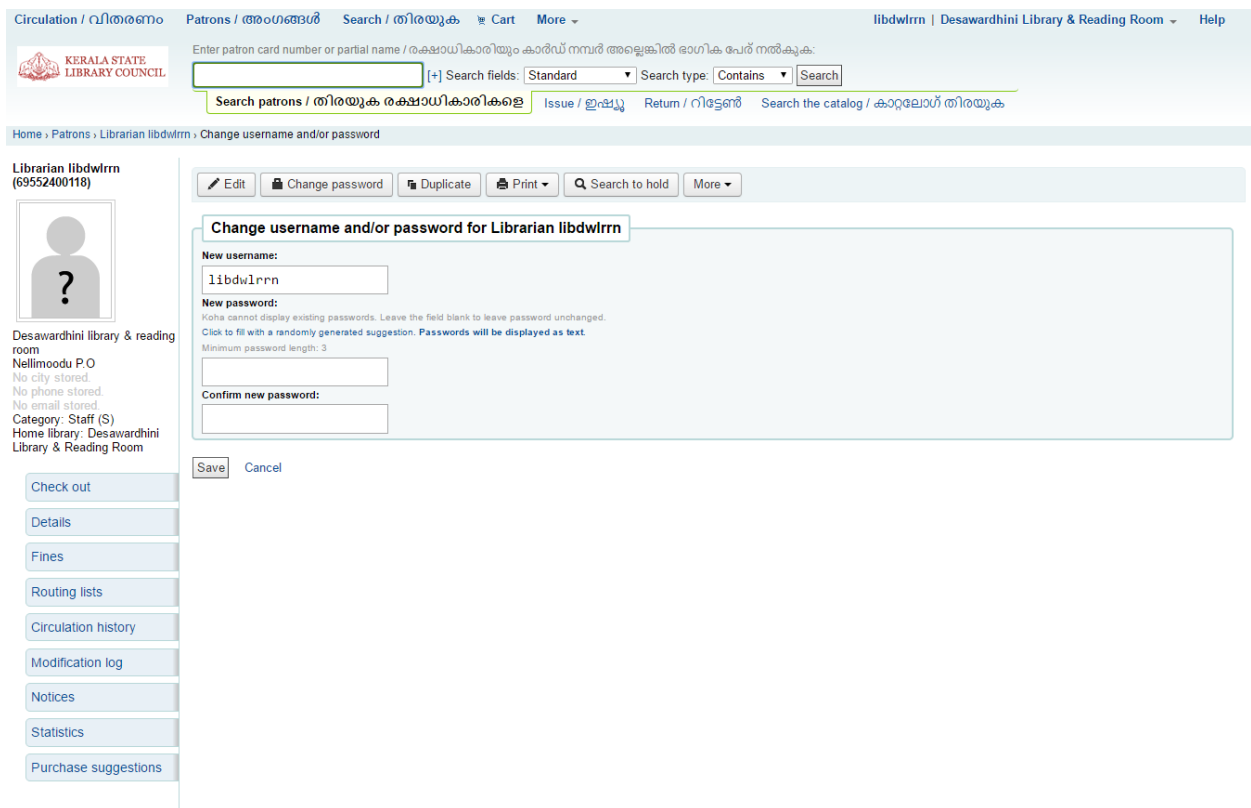 Circulation / വിതരണം Patrons / അംഗങ്ങൾ Search / തിരയുക Cart More libdwlrrn | Desawardhini Library & Reading Room Help
KERALA STATE
LIBRARY COUNCIL
Enter patron card number or partial name / രക്ഷാധികാരിയും കാർഡ് നമ്പർ അല്ലെങ്കിൽ ഭാഗിക പേര് നൽകുക:
[+] Search fields: Standard Search type: Contains Search
Search patrons / തിരയുക രക്ഷാധികാരികളെ Issue / ഇഷ്യൂ Return / റിട്ടേൺ Search the catalog / കാറ്റലോഗ് തിരയുക
Home › Patrons › Librarian libdwlrrn › Change username and/or password
Librarian libdwlrrn
(69552400118)
?
Desawardhini library & reading
room
Nellimoodu P.O
No city stored.
No phone stored.
No email stored.
Category: Staff (S)
Home library: Desawardhini
Library & Reading Room
Check out
Details
Fines
Routing lists
Circulation history
Modification log
Notices
Statistics
Purchase suggestions
Edit Change password Duplicate Print Search to hold More
Change username and/or password for Librarian libdwlrrn
New username:
libdwlrrn
New password:
Koha cannot display existing passwords. Leave the field blank to leave password unchanged.
Click to fill with a randomly generated suggestion. Passwords will be displayed as text.
Minimum password length: 3
Confirm new password:
Save Cancel